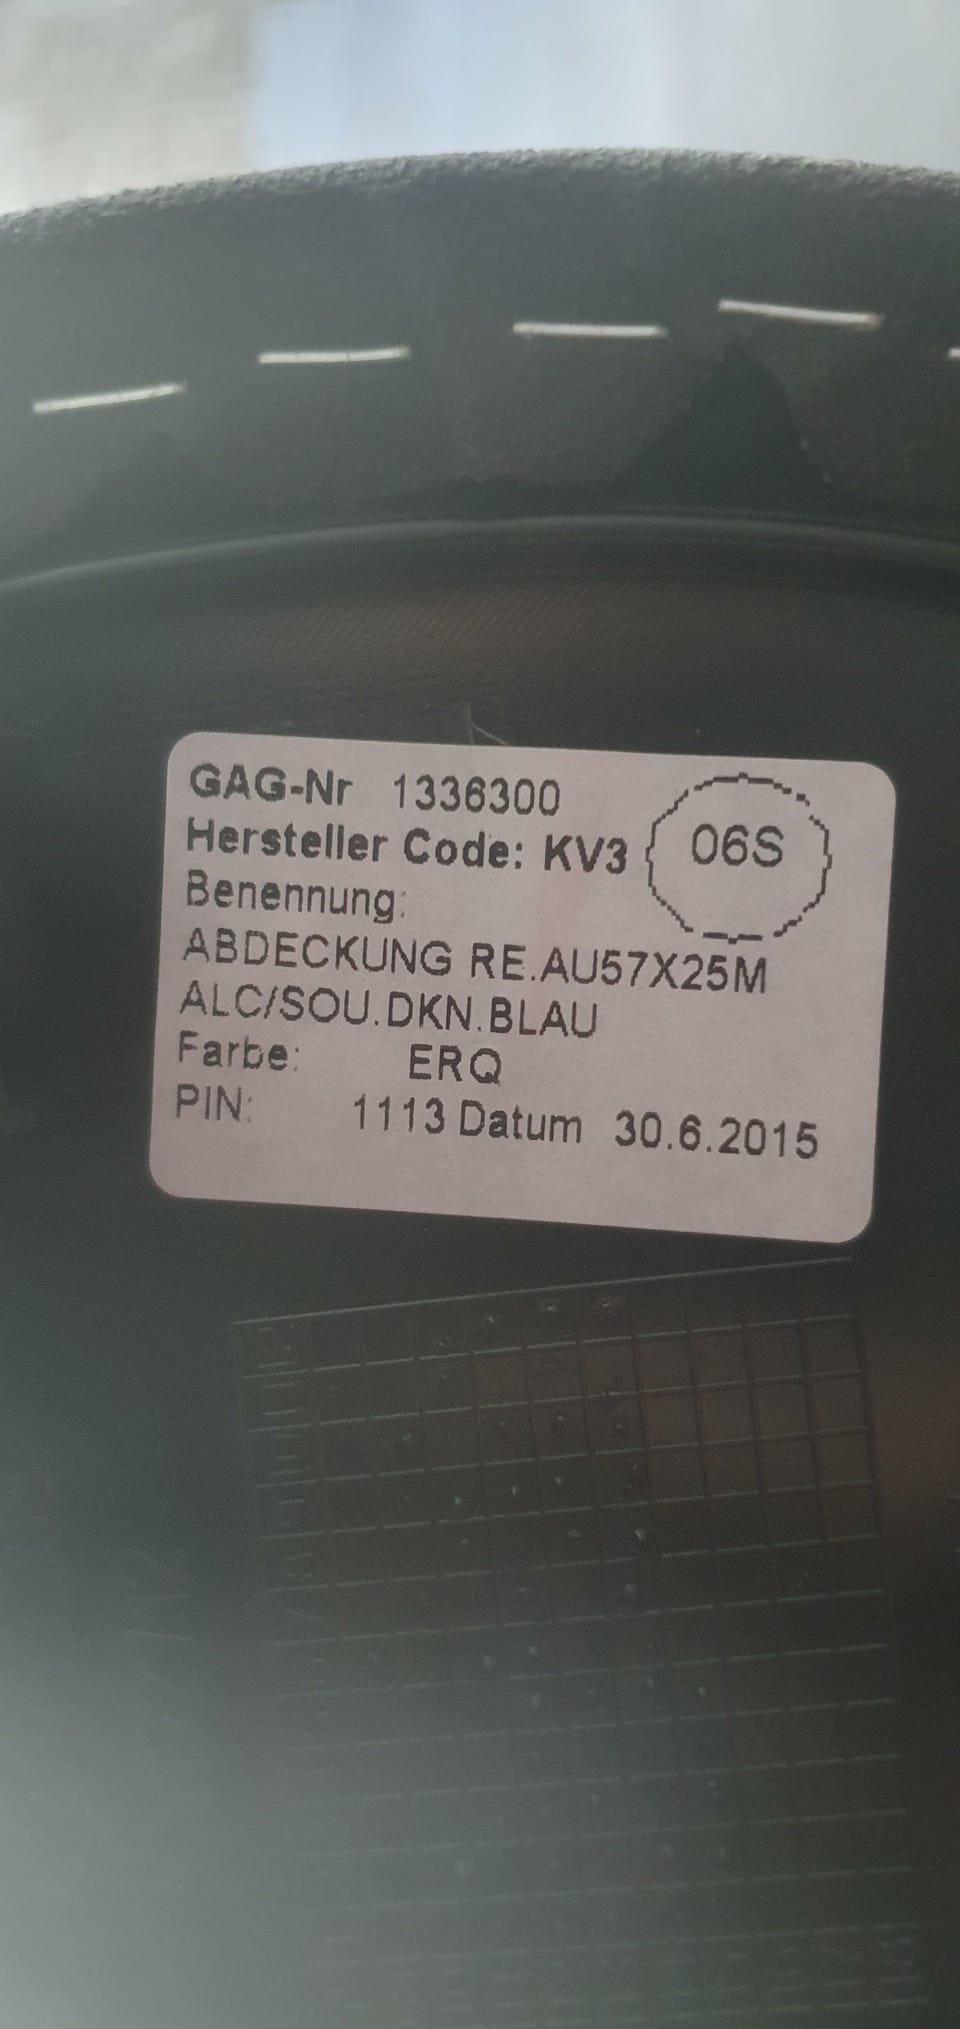 GAG-Nr 1336300
06S
Hersteller Code: KV3
Benennung:
ABDECKUNG RE.AU57X25M
ALC/SOU.DKN.BLAU
Farbe: ERQ
PIN: 1113 Datum 30.6.2015